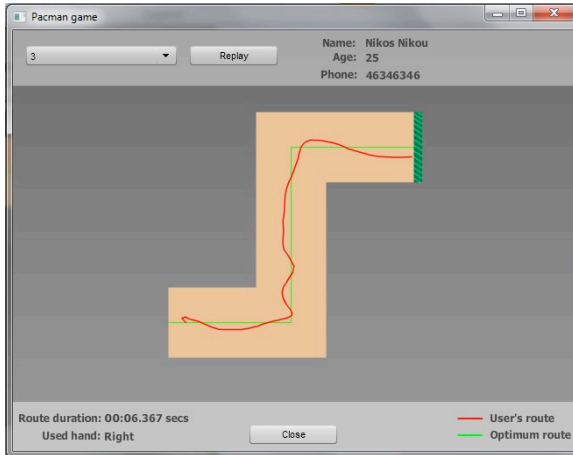 Pacman game
3
Replay
Name: Nikos Nikou
Age: 25
Phone: 46346346
Route duration: 00:06.367 secs
Used hand: Right
Close
User's route
Optimum route